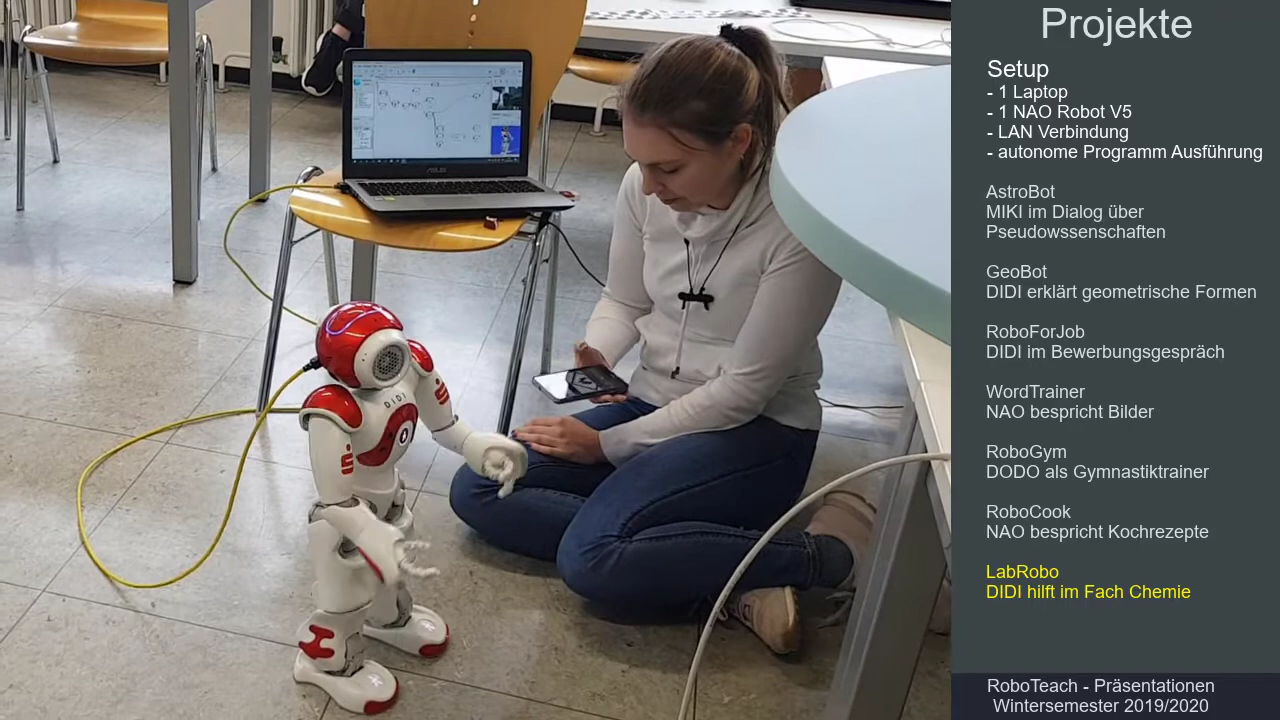 Projekte
Setup
- 1 Laptop
- 1 NAO Robot V5
- LAN Verbindung
- autonome Programm Ausführung
AstroBot
MIKI im Dialog über
Pseudowssenschaften
GeoBot
DIDI erklärt geometrische Formen
RoboForJob
DIDI im Bewerbungsgespräch
WordTrainer
NAO bespricht Bilder
RoboGym
DODO als Gymnastiktrainer
RoboCook
NAO bespricht Kochrezepte
LabRobo
DIDI hilft im Fach Chemie
RoboTeach - Präsentationen
Wintersemester 2019/2020
ASUS
DIDI